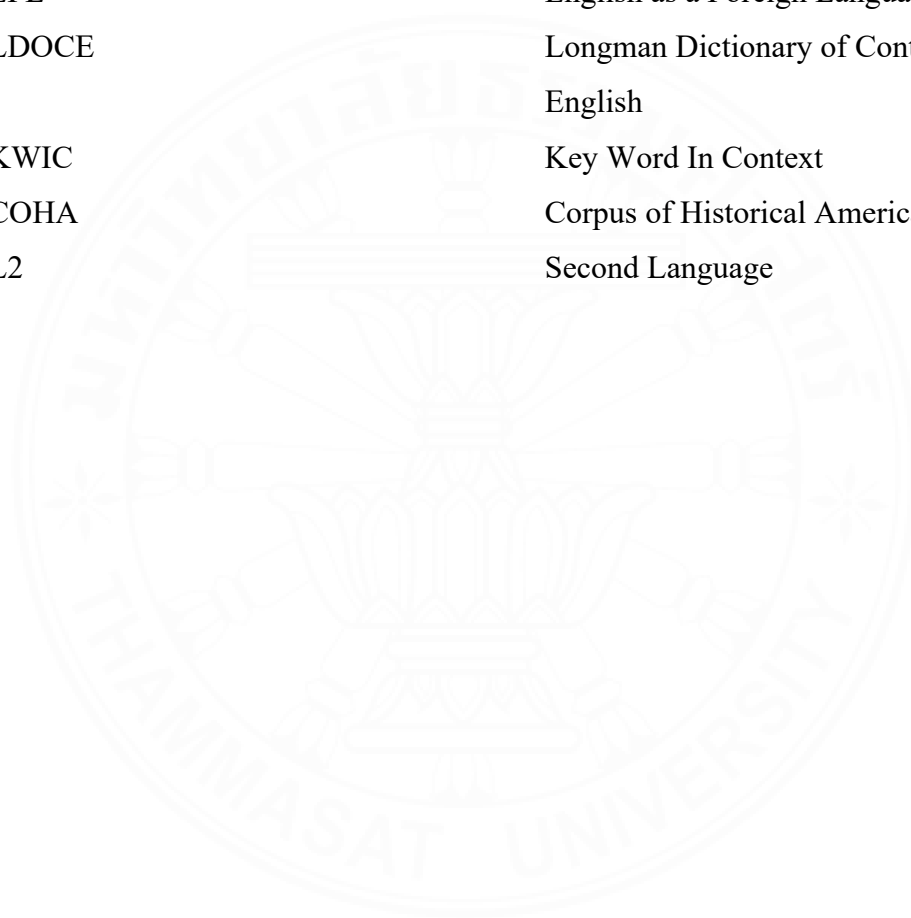 LDOCE Longman Dictionary of
English
KWIC Key Word In Context
COHA Corpus of Historical
L2 Second Language
THAMMASAT UNIVERSITY